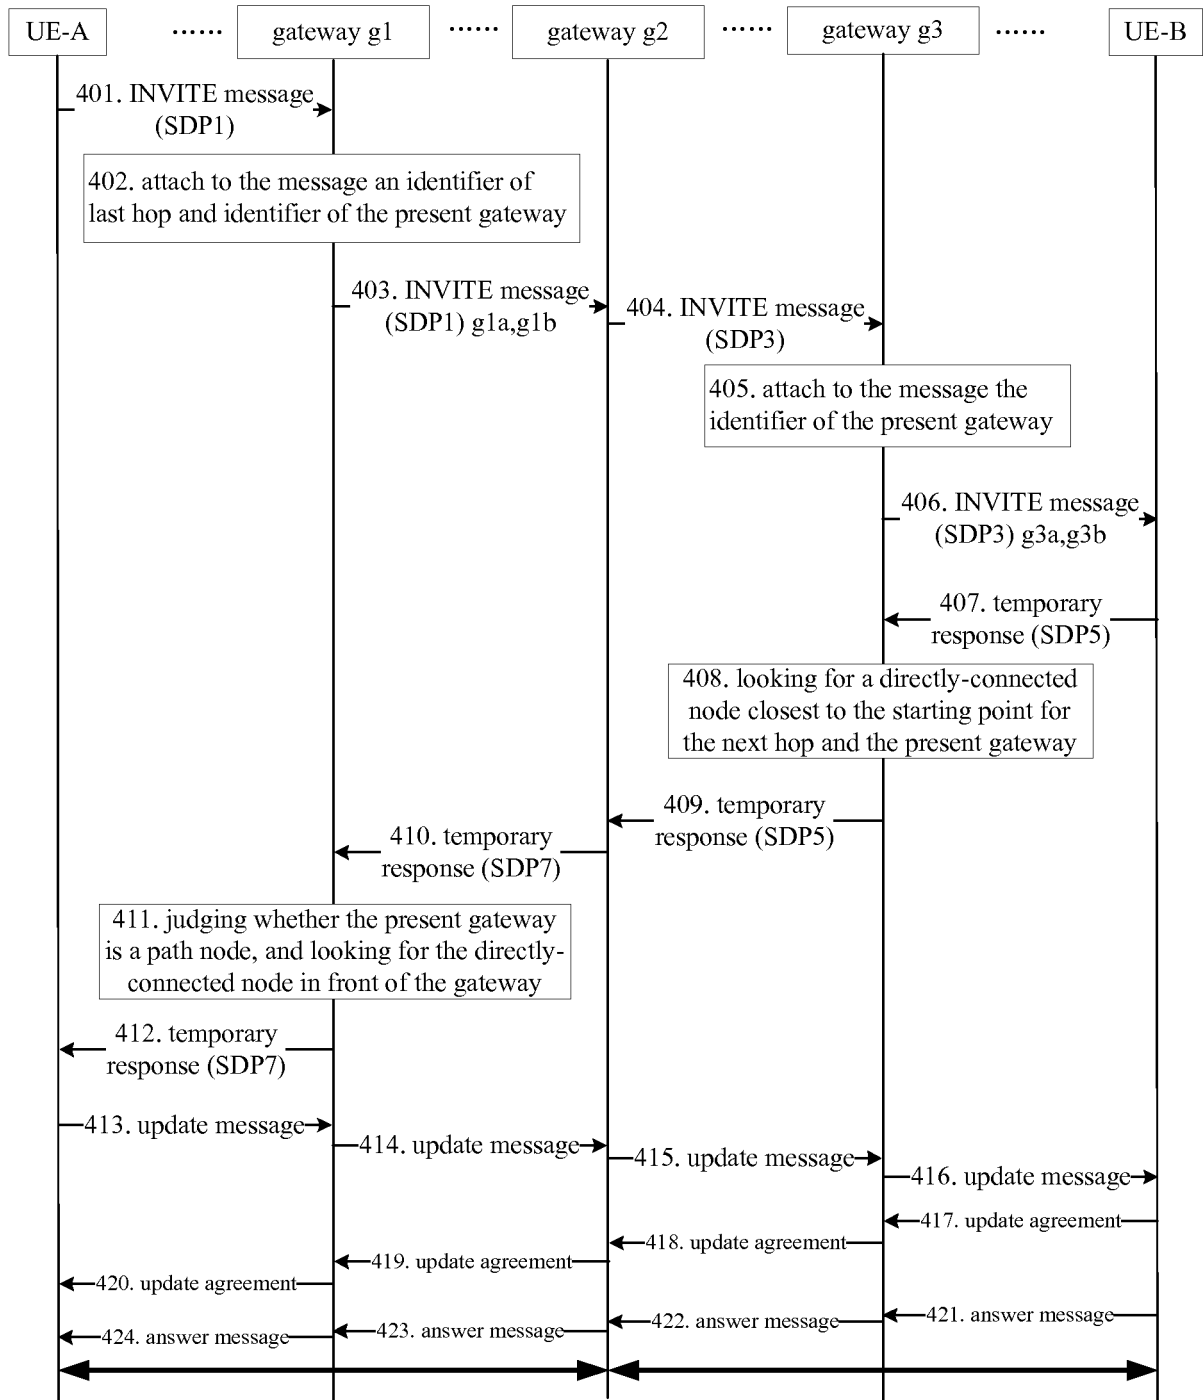 UE-A ...... gateway g1 ...... gateway g2 ...... gateway g3 ...... UE-B
401. INVITE message
(SDP1)
402. attach to the message an identifier of
last hop and identifier of the present gateway
403. INVITE message
(SDP1) g1a,g1b
404. INVITE message
(SDP3)
405. attach to the message the
identifier of the present gateway
406. INVITE message
(SDP3) g3a,g3b
407. temporary
response (SDP5)
408. looking for a directly-connected
node closest to the starting point for
the next hop and the present gateway
409. temporary
response (SDP5)
410. temporary
response (SDP7)
411. judging whether the present gateway
is a path node, and looking for the directly-
connected node in front of the gateway
412. temporary
response (SDP7)
413. update message
414. update message
415. update message
416. update message
417. update agreement
418. update agreement
419. update agreement
420. update agreement
421. answer message
422. answer message
423. answer message
424. answer message